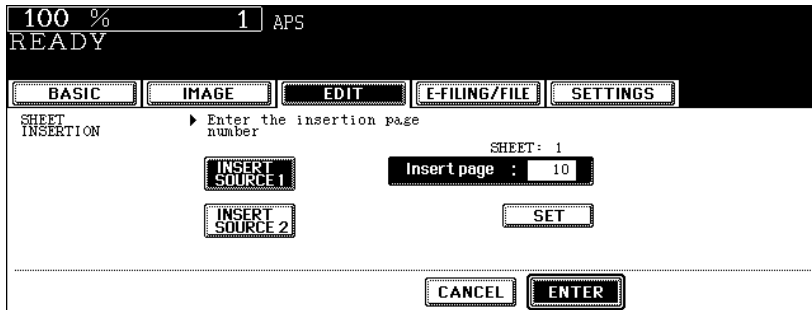 100 % 1 APS
READY
BASIC IMAGE EDIT E-FILING/FILE SETTINGS
SHEET INSERTION
Enter the insertion page number
SHEET: 1
INSERT SOURCE 1
Insert page : 10
INSERT SOURCE 2
SET
CANCEL ENTER